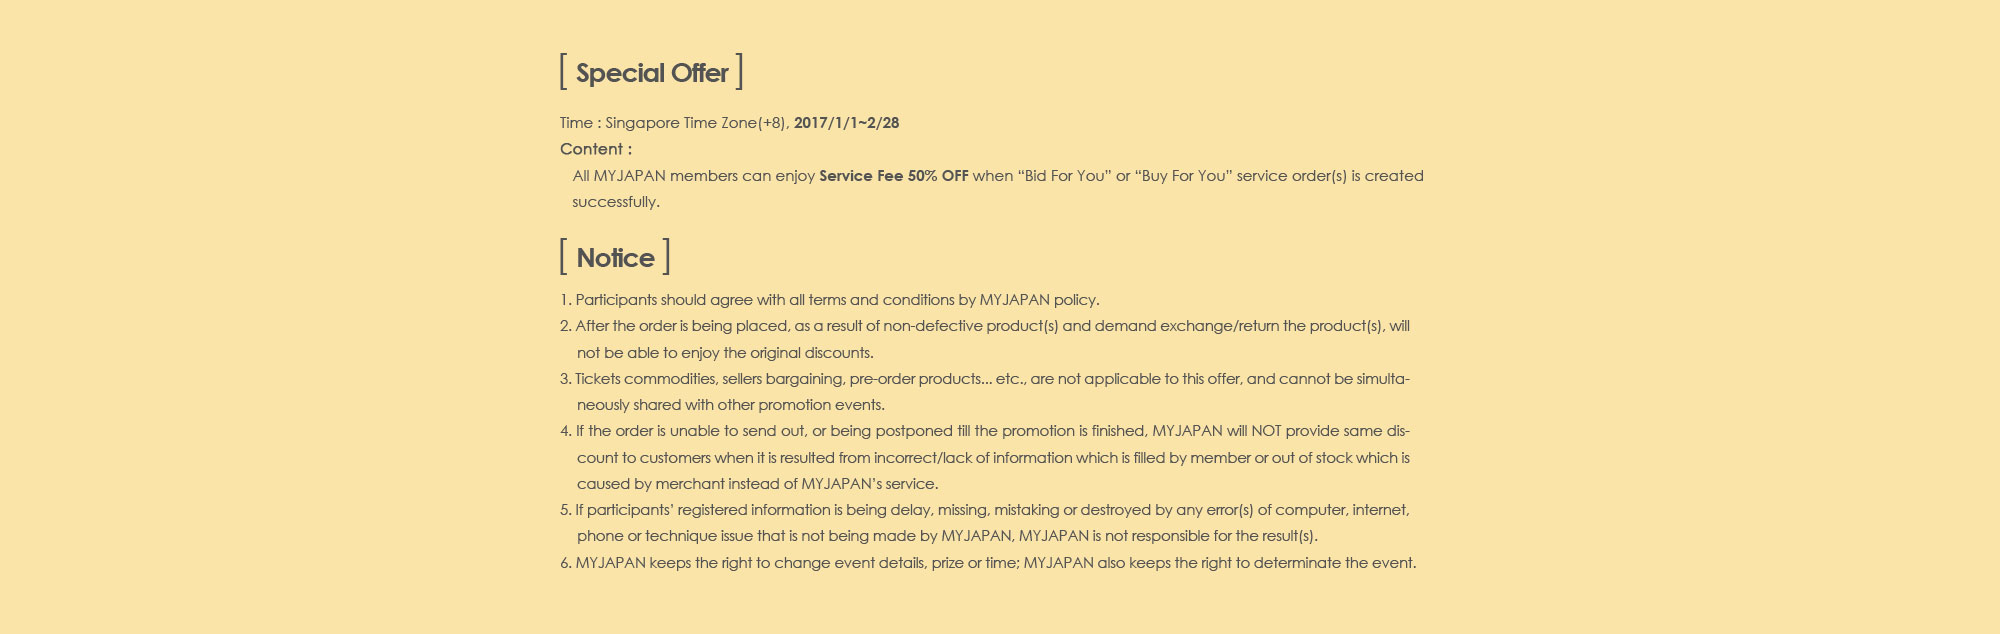 [ Special Offer ]
Time : Singapore Time Zone(+8), 2017/1/1~2/28
Content :
All MYJAPAN members can enjoy Service Fee 50% OFF when “Bid For You” or “Buy For You” service order(s) is created
successfully.
[ Notice ]
1. Participants should agree with all terms and conditions by MYJAPAN policy.
2. After the order is being placed, as a result of non-defective product(s) and demand exchange/return the product(s), will
not be able to enjoy the original discounts.
3. Tickets commodities, sellers bargaining, pre-order products... etc., are not applicable to this offer, and cannot be simulta-
neously shared with other promotion events.
4. If the order is unable to send out, or being postponed till the promotion is finished, MYJAPAN will NOT provide same dis-
count to customers when it is resulted from incorrect/lack of information which is filled by member or out of stock which is
caused by merchant instead of MYJAPAN’s service.
5. If participants’ registered information is being delay, missing, mistaking or destroyed by any error(s) of computer, internet,
phone or technique issue that is not being made by MYJAPAN, MYJAPAN is not responsible for the result(s).
6. MYJAPAN keeps the right to change event details, prize or time; MYJAPAN also keeps the right to determinate the event.